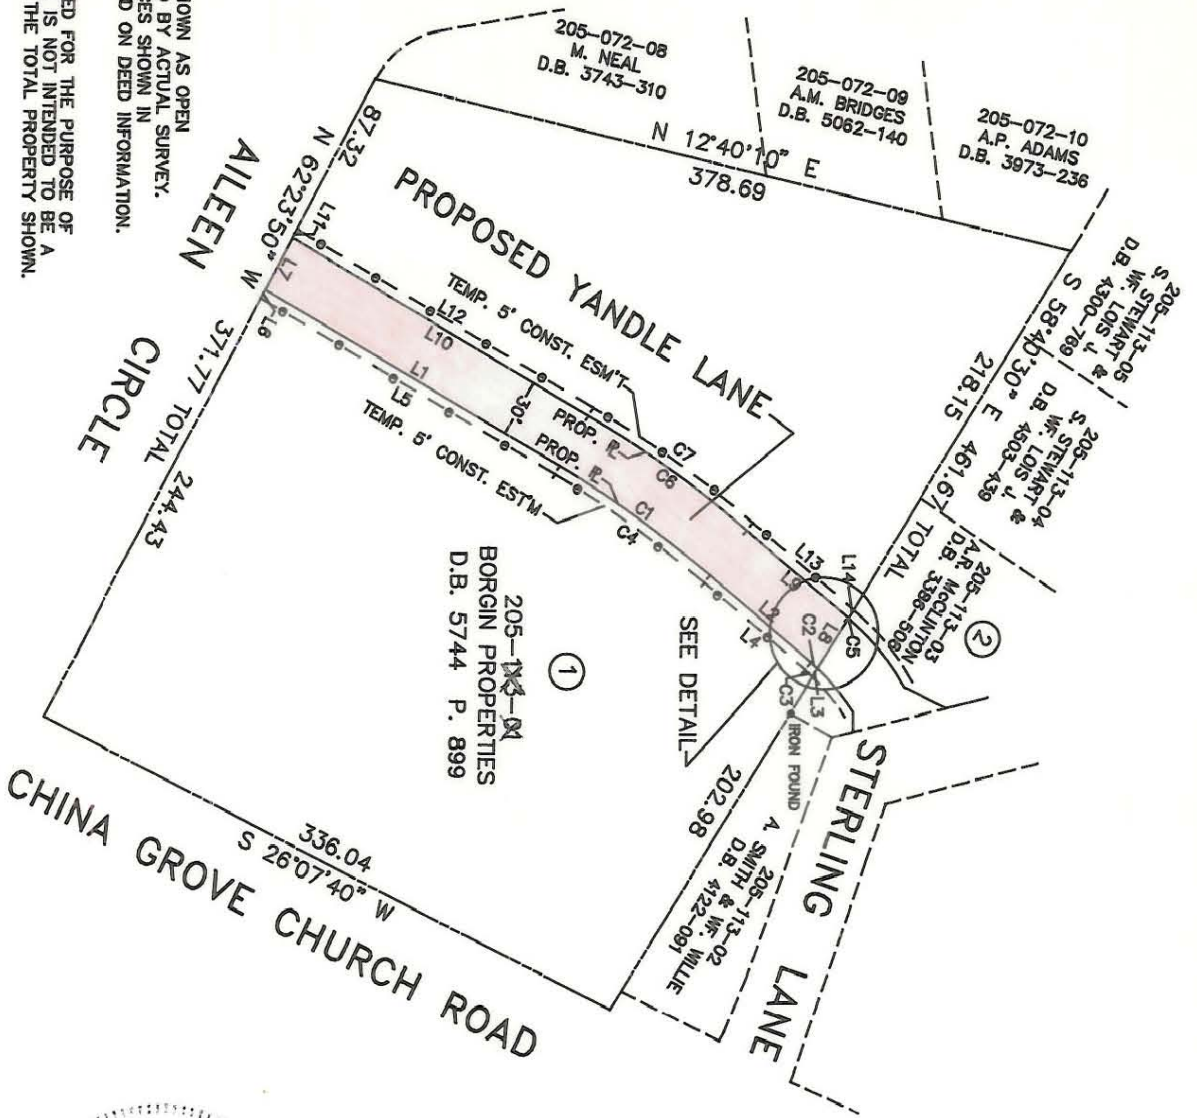 HOWN AS OPEN
BY ACTUAL SURVEY.
ES SHOWN IN
D ON DEED INFORMATION.
ED FOR THE PURPOSE OF
IS NOT INTENDED TO BE A
THE TOTAL PROPERTY SHOWN.
205-072-08
M. NEAL
D.B. 3743-310
205-072-09
A.M. BRIDGES
D.B. 5062-140
205-072-10
A.P. ADAMS
D.B. 3973-236
N 12°40'10" E
378.69
205-113-05
S. STEWART &
WF. LOIS J.
D.B. 4300-769
205-113-04
S. STEWART &
WF. LOIS J.
D.B. 4503-439
205-113-03
A.R. McCLINTON
D.B. 3386-508
2
S 58°40'30" E 461.67 TOTAL
218.15
87.32
N 62°23'50" W 371.77 TOTAL
244.43
AILEEN CIRCLE
PROPOSED YANDLE LANE
TEMP. 5' CONST. ESM'T
L11
L12
L10
L7
L6
L1
L5
30'
PROP. PL
PROP. PL
TEMP. 5' CONST. EST'M
C7
C6
C1
C4
L13
L14
L9
L2
L4
L8
C2
C5
L3
C3
IRON FOUND
SEE DETAIL
1
BORGIN PROPERTIES
D.B. 5744 P. 899
202.98
205-113-02
A. SMITH & WF. WILLIE
D.B. 4122-091
STERLING LANE
336.04
S 26°07'40" W
CHINA GROVE CHURCH ROAD